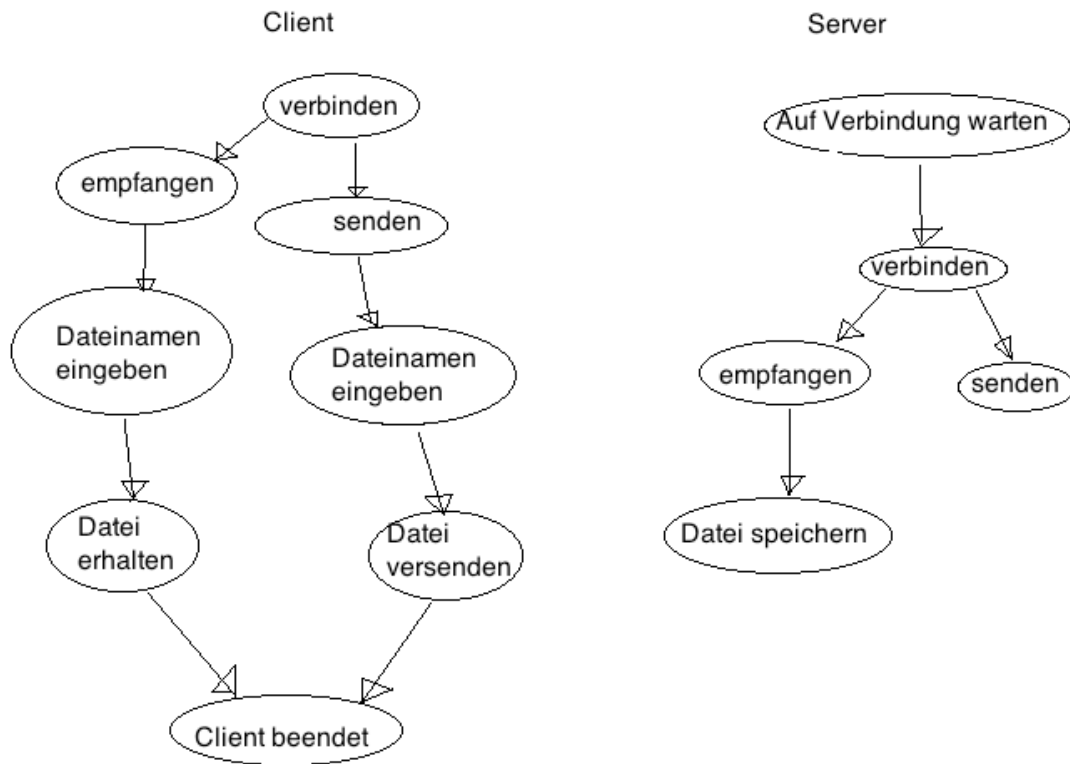 Client
verbinden
empfangen
senden
Dateinamen
eingeben
Dateinamen
eingeben
Datei
erhalten
Datei
versenden
Client beendet
Server
Auf Verbindung warten
verbinden
empfangen
senden
Datei speichern